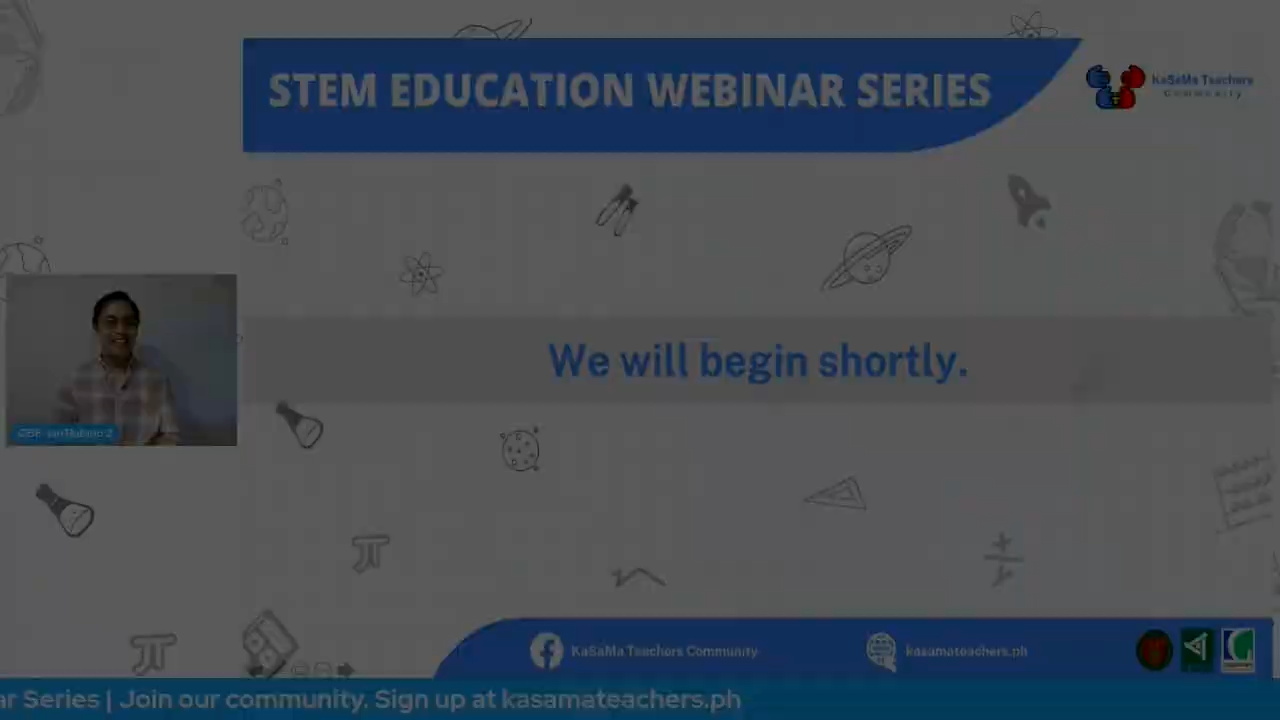 STEM EDUCATION WEBINAR SERIES
KaSaMa Teachers
Community
We will begin shortly.
KaSaMa Teachers Community
kasamateachers.ph
ar Series | Join our community. Sign up at kasamateachers.ph